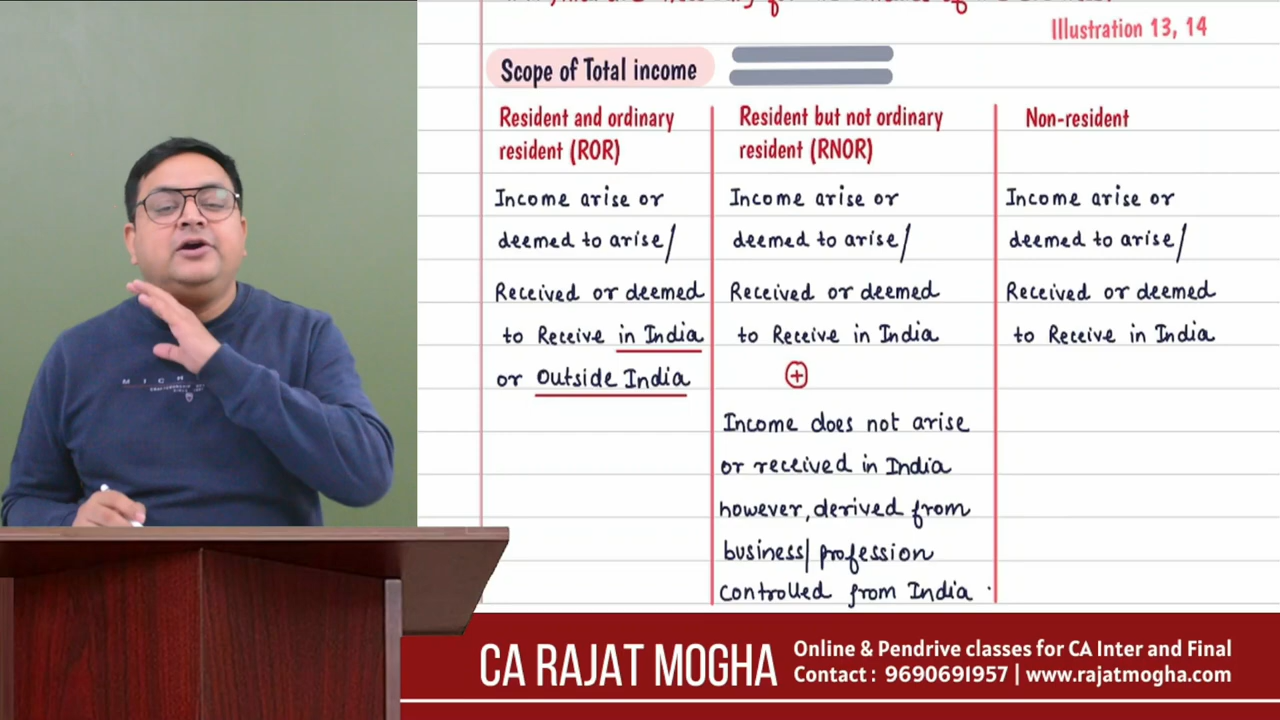 Illustration 13, 14
Scope of Total income
Resident and ordinary
resident (ROR)
Income arise or
deemed to arise/
Received or deemed
to Receive in India
or Outside India
Resident but not ordinary
resident (RNOR)
Income arise or
deemed to arise/
Received or deemed
to Receive in India
+
Income does not arise
or received in India
however, derived from
business/ profession
controlled from India
Non-resident
Income arise or
deemed to arise/
Received or deemed
to Receive in India
MICH
CA RAJAT MOGHA
Online & Pendrive classes for CA Inter and Final
Contact : 9690691957 | www.rajatmogha.com